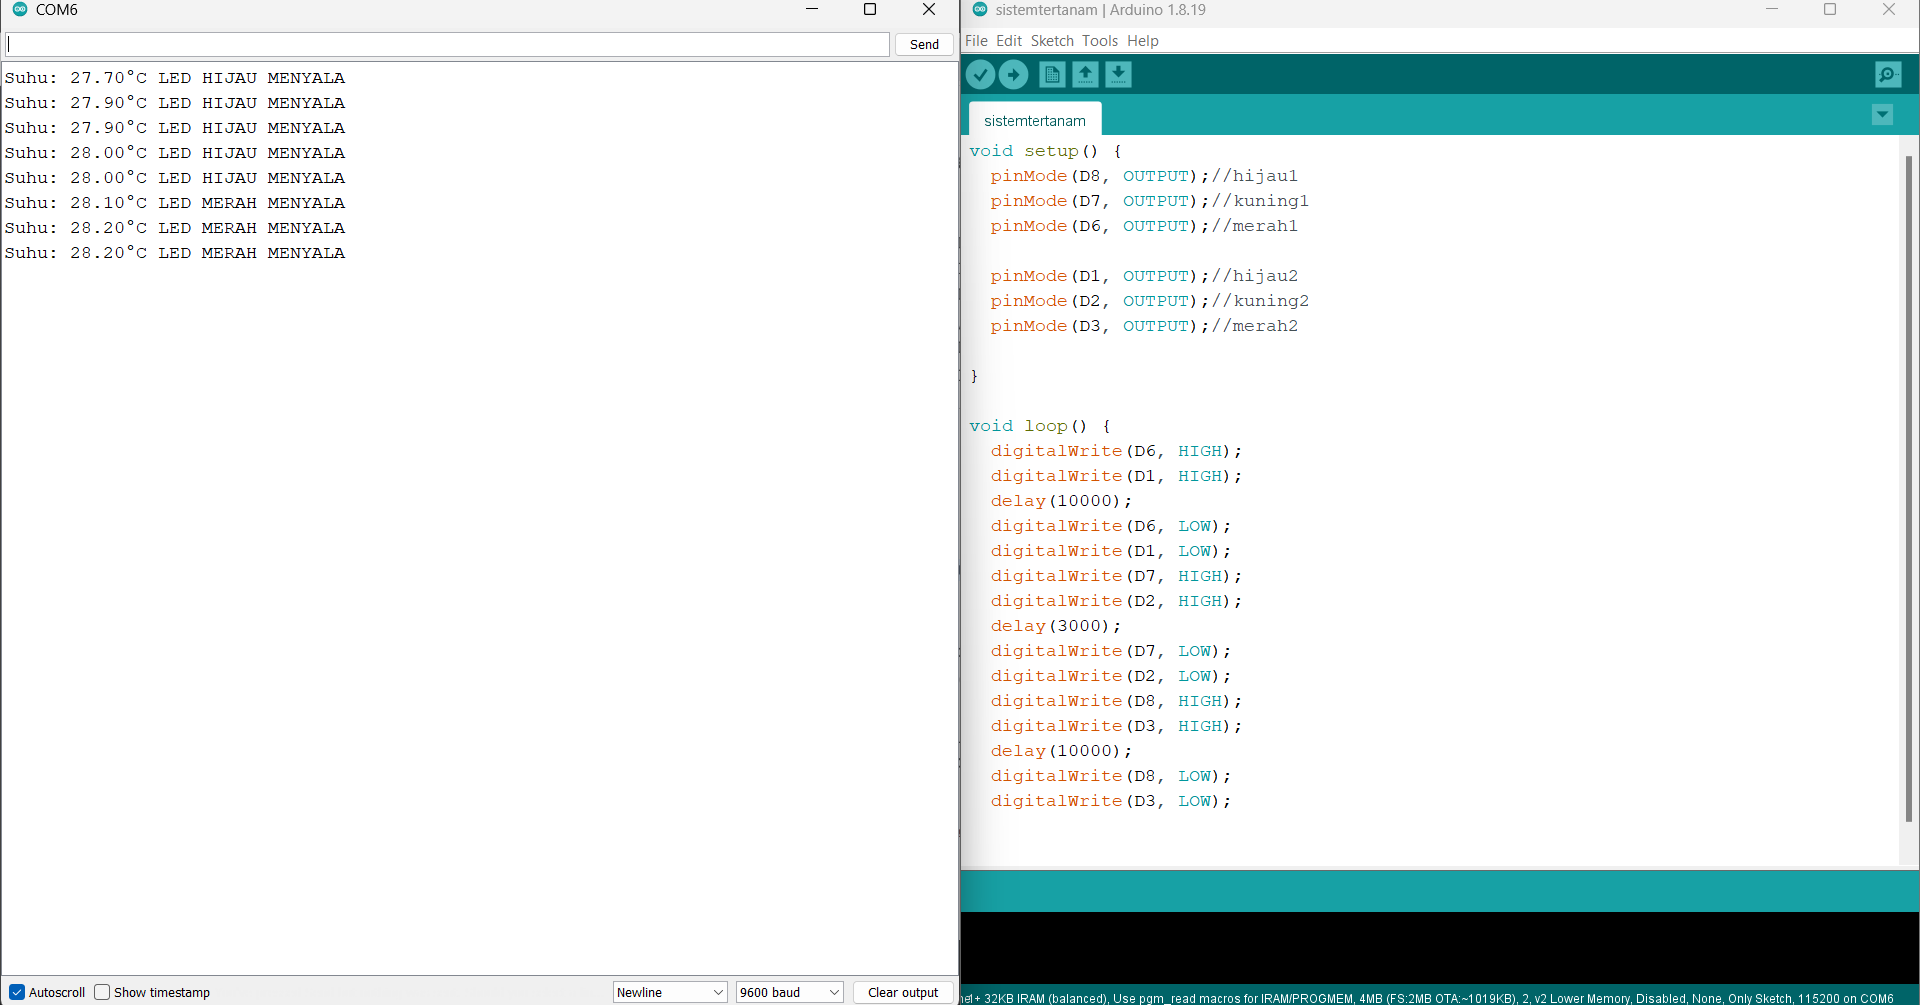 COM6
Send
Suhu: 27.70°C LED HIJAU MENYALA
Suhu: 27.90°C LED HIJAU MENYALA
Suhu: 27.90°C LED HIJAU MENYALA
Suhu: 28.00°C LED HIJAU MENYALA
Suhu: 28.00°C LED HIJAU MENYALA
Suhu: 28.10°C LED MERAH MENYALA
Suhu: 28.20°C LED MERAH MENYALA
Suhu: 28.20°C LED MERAH MENYALA
Autoscroll Show timestamp Newline 9600 baud Clear output
sistemtertanam | Arduino 1.8.19
File Edit Sketch Tools Help
sistemtertanam
void setup() {
  pinMode(D8, OUTPUT);//hijau1
  pinMode(D7, OUTPUT);//kuning1
  pinMode(D6, OUTPUT);//merah1
  pinMode(D1, OUTPUT);//hijau2
  pinMode(D2, OUTPUT);//kuning2
  pinMode(D3, OUTPUT);//merah2
}
void loop() {
  digitalWrite(D6, HIGH);
  digitalWrite(D1, HIGH);
  delay(10000);
  digitalWrite(D6, LOW);
  digitalWrite(D1, LOW);
  digitalWrite(D7, HIGH);
  digitalWrite(D2, HIGH);
  delay(3000);
  digitalWrite(D7, LOW);
  digitalWrite(D2, LOW);
  digitalWrite(D8, HIGH);
  digitalWrite(D3, HIGH);
  delay(10000);
  digitalWrite(D8, LOW);
  digitalWrite(D3, LOW);
+ 32KB IRAM (balanced), Use pgm_read macros for IRAM/PROGMEM, 4MB (FS:2MB OTA:~1019KB), 2, v2 Lower Memory, Disabled, None, Only Sketch, 115200 on COM6